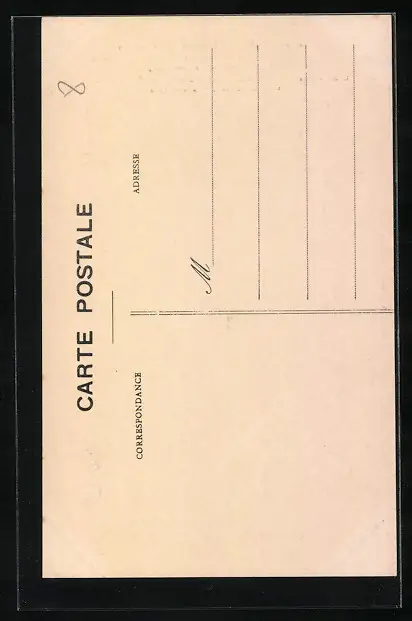 CARTE POSTALE
CORRESPONDANCE
ADRESSE
M
8